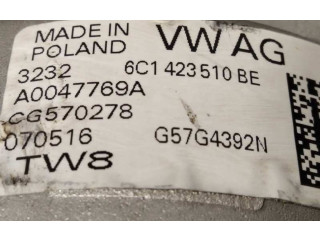 MADE IN VW AG
POLAND
3232 6C1 423 510 BE
A0047769A
CG570278
070516 G57G4392N
TW8